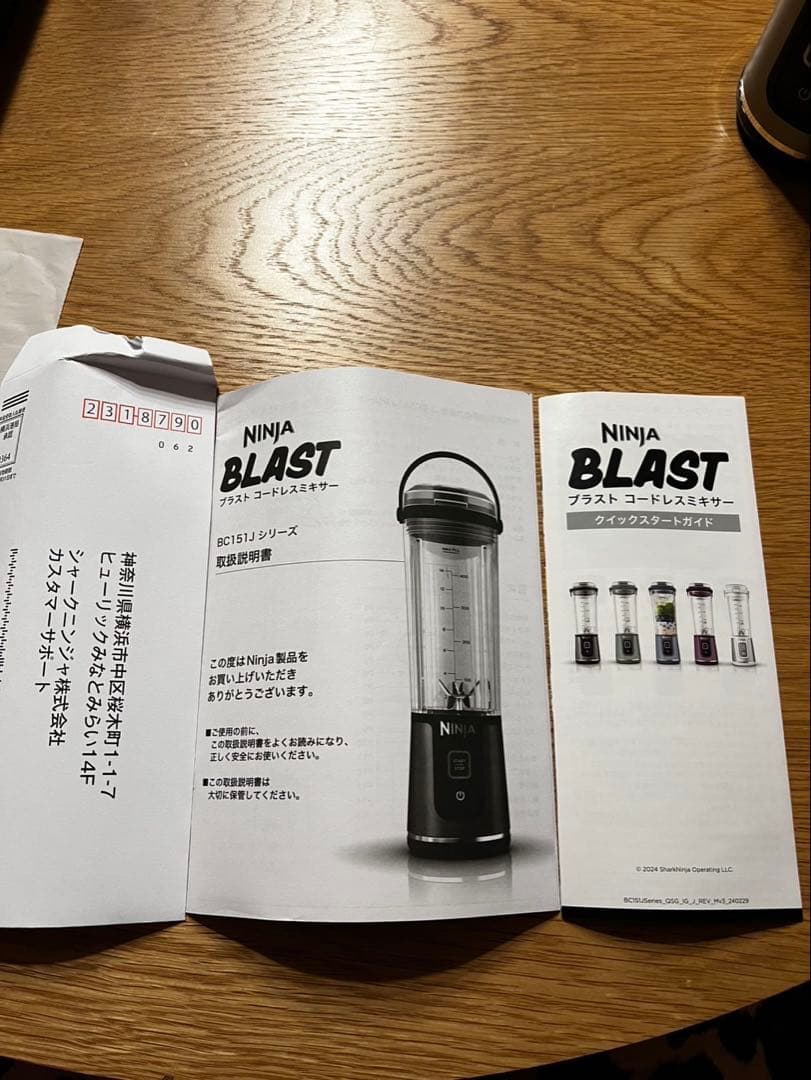 承認
364
2318790
062
神奈川県横浜市中区桜木町1-1-7
ヒューリックみなとみらい14F
シャークニンジャ株式会社
カスタマーサポート
NINJA
BLAST
ブラスト コードレスミキサー
BC151J シリーズ
取扱説明書
この度はNinja製品を
お買い上げいただき
ありがとうございます。
■ご使用の前に、
この取扱説明書をよくお読みになり、
正しく安全にお使いください。
■この取扱説明書は
大切に保管してください。
NINJA
START
STOP
NINJA
BLAST
ブラスト コードレスミキサー
クイックスタートガイド
© 2024 SharkNinja Operating LLC.
BC151JSeries_QSG_IG_J_REV_Mv3_240229